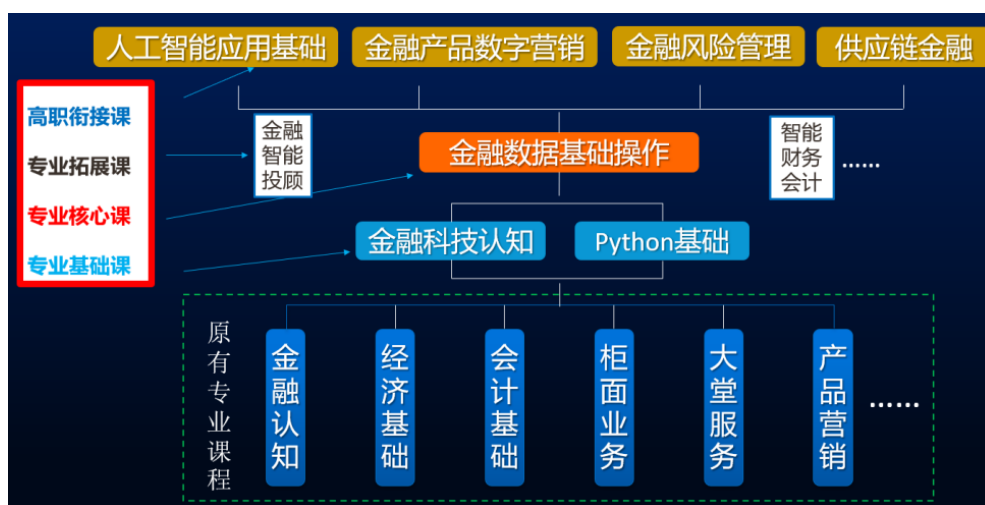 人工智能应用基础
金融产品数字营销
金融风险管理
供应链金融
高职衔接课
专业拓展课
专业核心课
专业基础课
金融
智能
投顾
金融数据基础操作
智能
财务
会计
......
金融科技认知
Python基础
原有专业课程
金融认知
经济基础
会计基础
柜面业务
大堂服务
产品营销
......